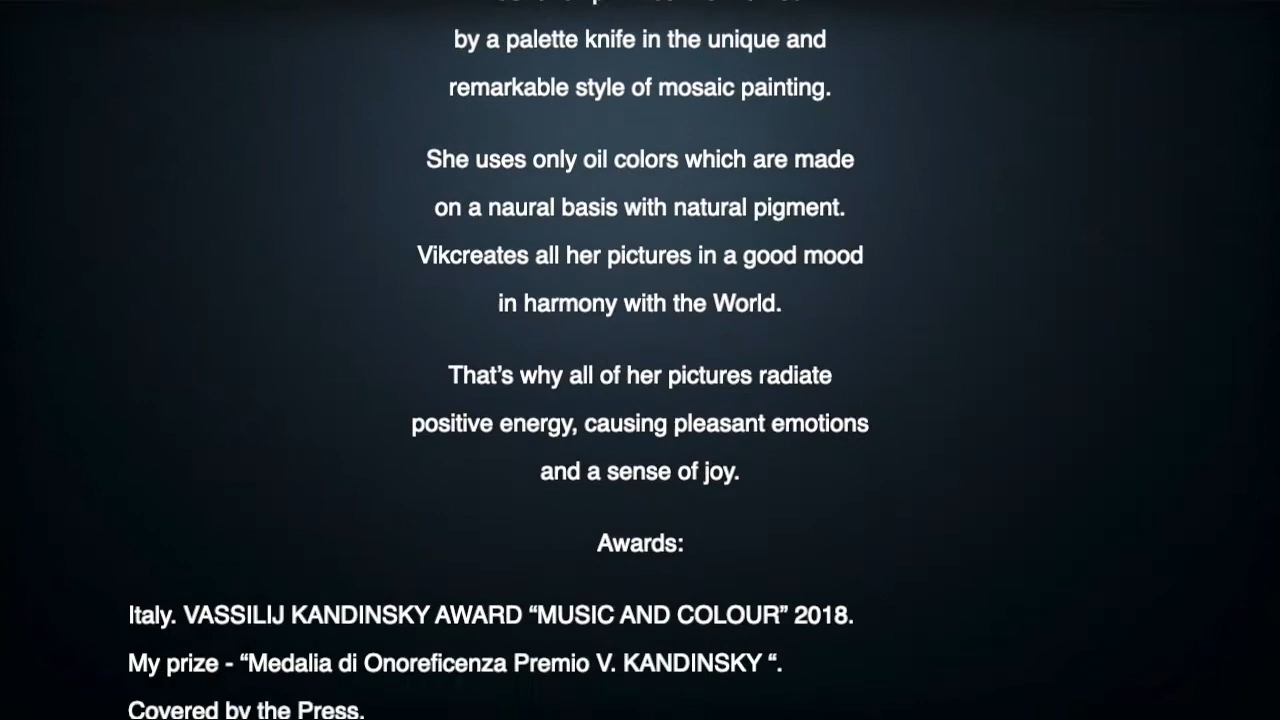 by a palette knife in the unique and
remarkable style of mosaic painting.
She uses only oil colors which are made
on a naural basis with natural pigment.
Vikcreates all her pictures in a good mood
in harmony with the World.
That’s why all of her pictures radiate
positive energy, causing pleasant emotions
and a sense of joy.
Awards:
Italy. VASSILIJ KANDINSKY AWARD “MUSIC AND COLOUR” 2018.
My prize - “Medalia di Onoreficenza Premio V. KANDINSKY “.
Covered by the Press.